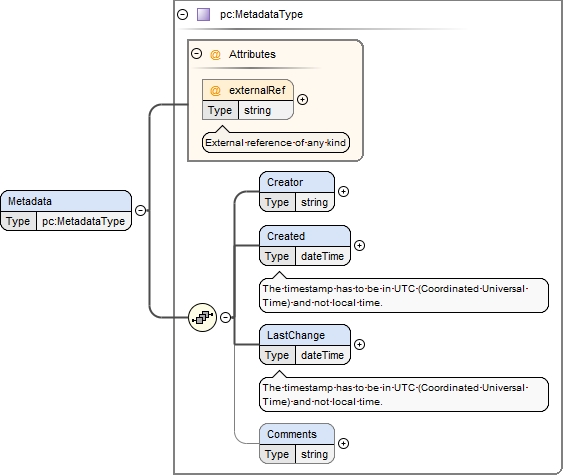 pc:MetadataType
@ Attributes
@ externalRef
Type string
External·reference·of·any·kind
Metadata
Type pc:MetadataType
Creator
Type string
Created
Type dateTime
The·timestamp·has·to·be·in·UTC·(Coordinated·Universal·
Time)·and·not·local·time.
LastChange
Type dateTime
The·timestamp·has·to·be·in·UTC·(Coordinated·Universal·
Time)·and·not·local·time.
Comments
Type string